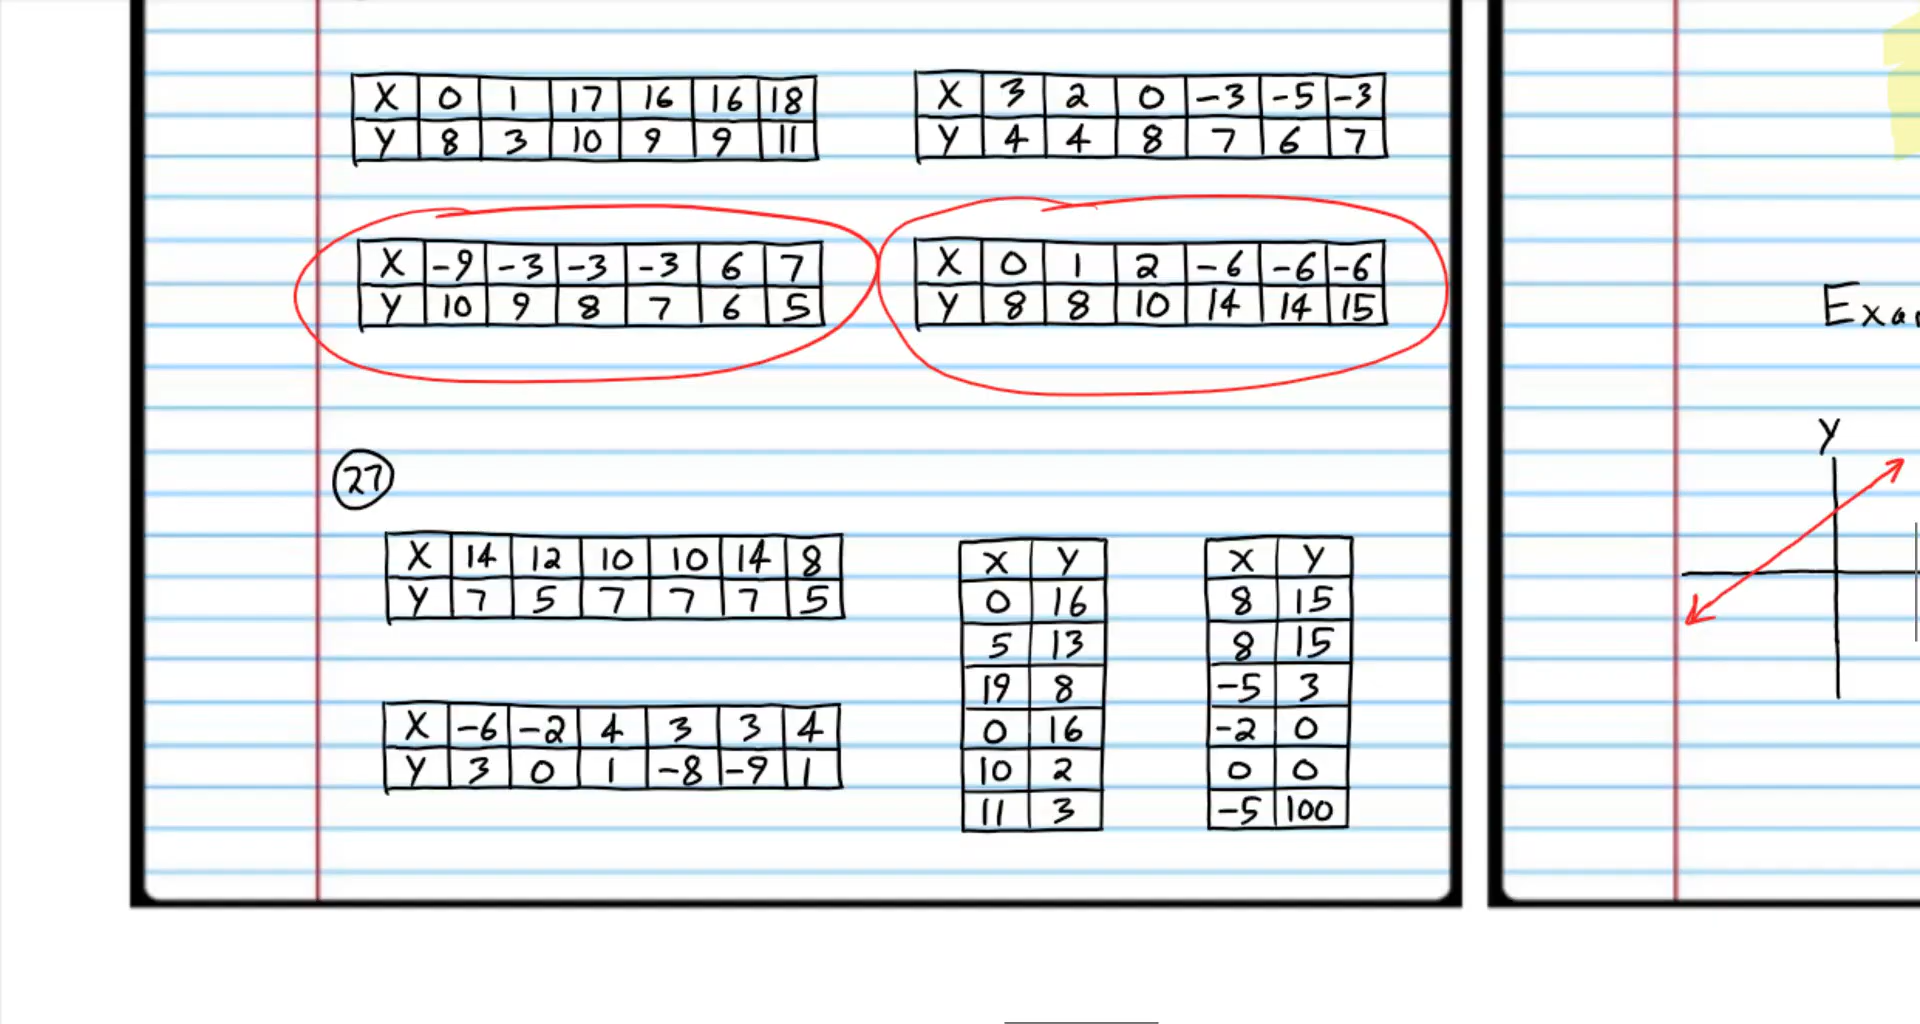 X 0 1 17 16 16 18
Y 8 3 10 9 9 11
X 3 2 0 -3 -5 -3
Y 4 4 8 7 6 7
X -9 -3 -3 -3 6 7
Y 10 9 8 7 6 5
X 0 1 2 -6 -6 -6
Y 8 8 10 14 14 15
27
X 14 12 10 10 14 8
Y 7 5 7 7 7 5
X -6 -2 4 3 3 4
Y 3 0 1 -8 -9 1
X Y
0 16
5 13
19 8
0 16
10 2
11 3
X Y
8 15
8 15
-5 3
-2 0
0 0
-5 100
Y